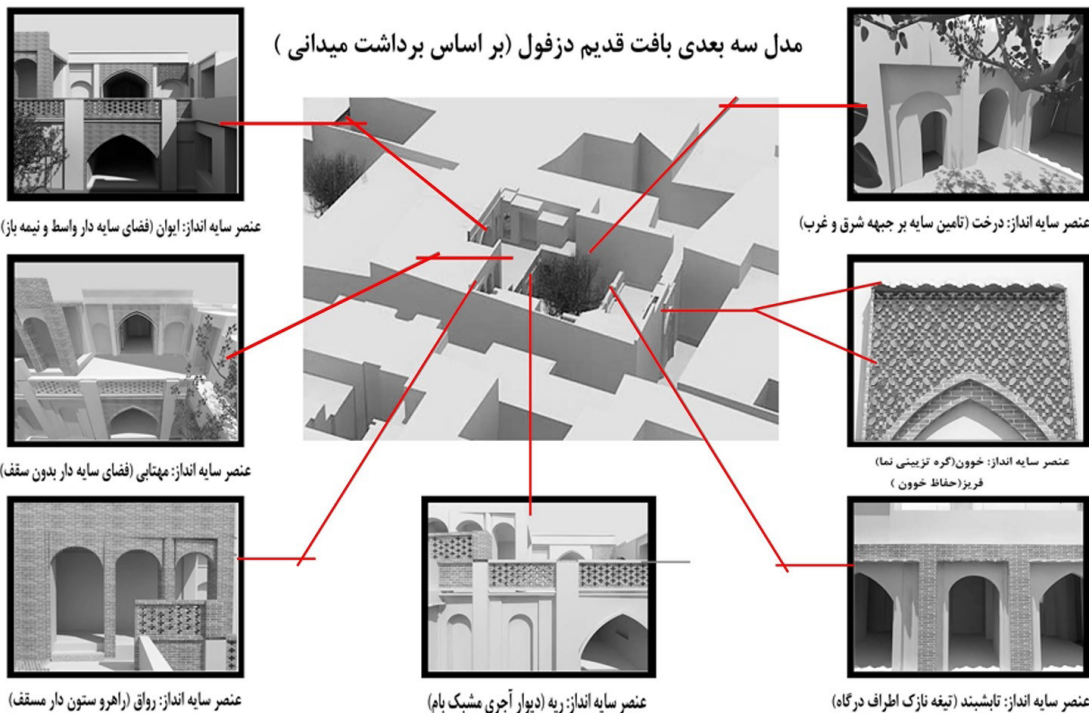 مدل سه بعدی بافت قدیم دزفول (بر اساس برداشت میدانی )
عنصر سایه انداز: درخت (تامین سایه بر جبهه شرق و غرب)
عنصر سایه انداز: ایوان (فضای سایه دار واسط و نیمه باز)
عنصر سایه انداز: خوون(گره تزیینی نما)
فریز(حفاظ خوون )
عنصر سایه انداز: مهتابی (فضای سایه دار بدون سقف)
عنصر سایه انداز: تابشبند (تیغه نازک اطراف درگاه)
عنصر سایه انداز: ریه (دیوار آجری مشبک بام)
عنصر سایه انداز: رواق (راهرو ستون دار مسقف)